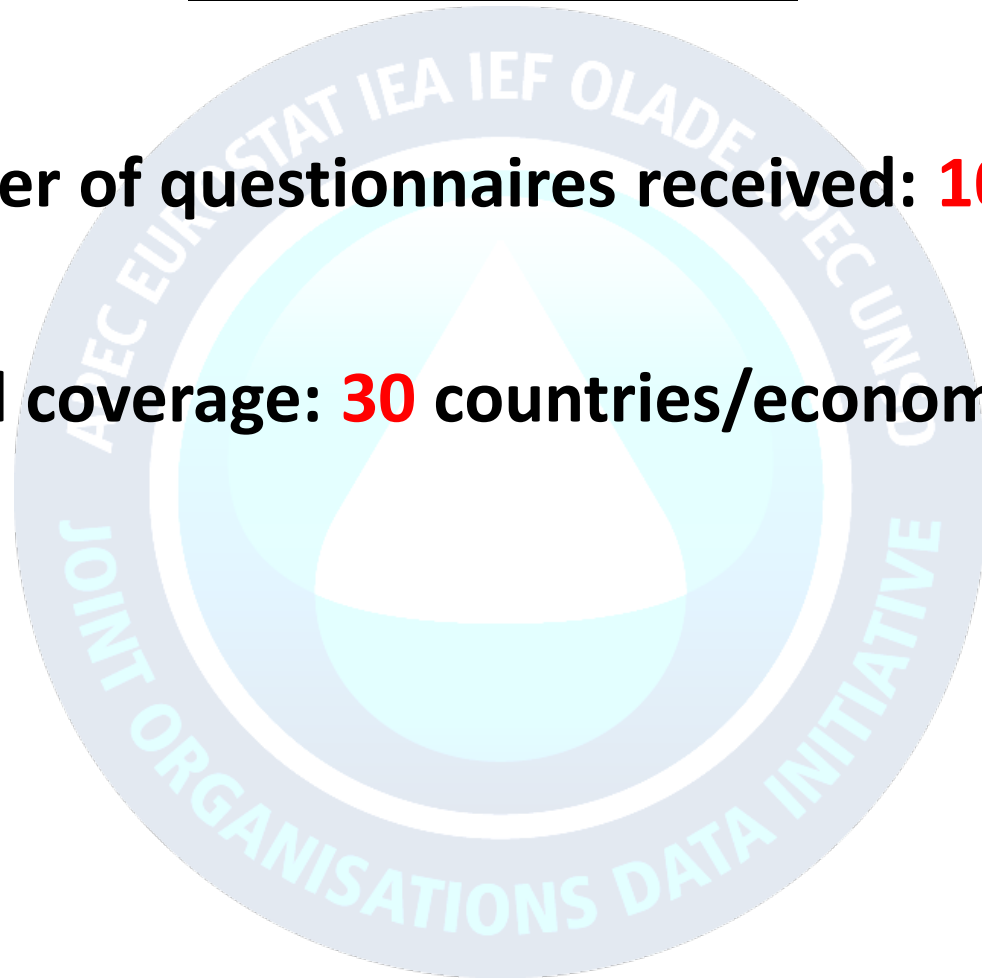 APEC EUROSTAT IEA IEF OLADE OPEC UNSD
er of questionnaires received: 10
l coverage: 30 countries/econom
JOINT ORGANISATIONS DATA INITIATIVE